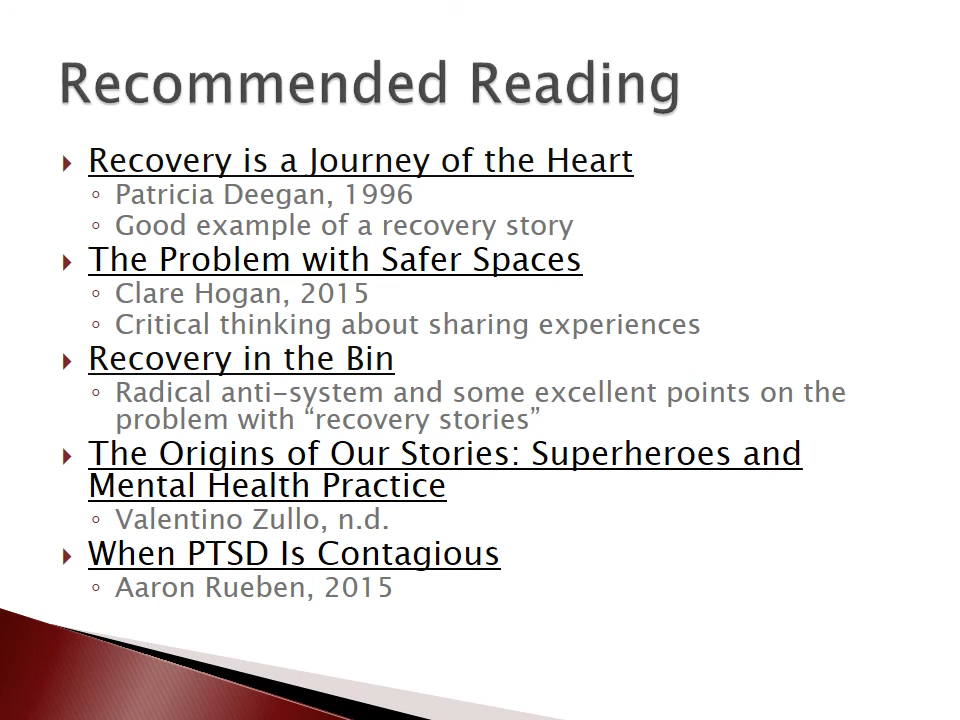 Recommended Reading
Recovery is a Journey of the Heart
Patricia Deegan, 1996
Good example of a recovery story
The Problem with Safer Spaces
Clare Hogan, 2015
Critical thinking about sharing experiences
Recovery in the Bin
Radical anti-system and some excellent points on the
problem with “recovery stories”
The Origins of Our Stories: Superheroes and
Mental Health Practice
Valentino Zullo, n.d.
When PTSD Is Contagious
Aaron Rueben, 2015